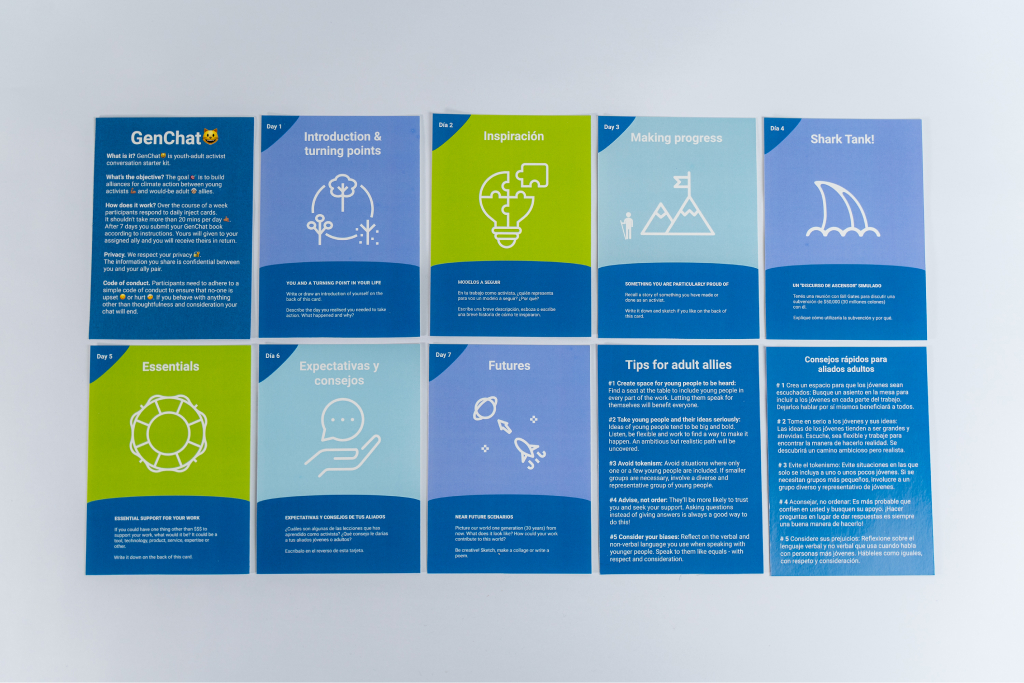 GenChat😺
What is it? GenChat😺 is youth-adult activist
conversation starter kit.
What's the objective? The goal 🎯 is to build
alliances for climate action between young
activists and would-be adult allies.
How does it work? Over the course of a week
participants respond to daily inject cards.
It shouldn't take more than 20 mins per day
After 7 days you submit your GenChat book
according to instructions. Yours will given to your
assigned ally and you will receive theirs in return.
Privacy. We respect your privacy 🔐.
The information you share is confidential between
you and your ally pair.
Code of conduct. Participants need to adhere to a
simple code of conduct to ensure that no-one is
upset or hurt. If you behave with anything
other than thoughtfulness and consideration your
chat will end.
Day 1
Introduction &
turning points
YOU AND A TURNING POINT IN YOUR LIFE
Write or draw an introduction of yourself on the
back of this card.
Describe the day you realised you needed to take
action. What happened and why?
Día 2
Inspiración
MODELOS A SEGUIR
En tu trabajo como activista, ¿quién representa
para vos un modelo a seguir? ¿Por qué?
Escribe una breve descripción, esboza o escribe
una breve historia de cómo te inspiraron.
Day 3
Making progress
SOMETHING YOU ARE PARTICULARLY PROUD OF
Recall a story of something you have made or
done as an activist.
Write it down and sketch if you like on the back of
this card.
Día 4
Shark Tank!
UN "DISCURSO DE ASCENSOR" SIMULADO
Tenés una reunión con Bill Gates para discutir una
subvención de $50,000 (30 millones colones)
con él.
Explique cómo utilizaría la subvención y por qué.
Day 5
Essentials
ESSENTIAL SUPPORT FOR YOUR WORK
If you could have one thing other than $$$ to
support your work, what would it be? It could be a
tool, technology, product, service, expertise or
other.
Write it down on the back of this card.
Día 6
Expectativas y
consejos
EXPECTATIVAS Y CONSEJOS DE TUS ALIADOS
¿Cuáles son algunas de las lecciones que has
aprendido como activista? ¿Qué consejo le darías
a tus aliados jóvenes o adultos?
Escríbalo en el reverso de esta tarjeta.
Day 7
Futures
NEAR FUTURE SCENARIOS
Picture our world one generation (30 years) from
now. What does it look like? How could your work
contribute to this world?
Be creative! Sketch, make a collage or write a
poem.
Tips for adult allies
#1 Create space for young people to be heard:
Find a seat at the table to include young people in
every part of the work. Letting them speak for
themselves will benefit everyone.
#2 Take young people and their ideas seriously:
Ideas of young people tend to be big and bold.
Listen, be flexible and work to find a way to make it
happen. An ambitious but realistic path will be
uncovered.
#3 Avoid tokenism: Avoid situations where only
one or a few young people are included. If smaller
groups are necessary, involve a diverse and
representative group of young people.
#4 Advise, not order: They'll be more likely to trust
you and seek your support. Asking questions
instead of giving answers is always a good way to
do this!
#5 Consider your biases: Reflect on the verbal and
non-verbal language you use when speaking with
younger people. Speak to them like equals - with
respect and consideration.
Consejos rápidos para
aliados adultos
# 1 Crea un espacio para que los jóvenes sean
escuchados: Busque un asiento en la mesa para
incluir a los jóvenes en cada parte del trabajo.
Dejarlos hablar por sí mismos beneficiará a todos.
# 2 Tome en serio a los jóvenes y sus ideas:
Las ideas de los jóvenes tienden a ser grandes y
atrevidas. Escuche, sea flexible y trabaje para
encontrar la manera de hacerlo realidad. Se
descubrirá un camino ambicioso pero realista.
# 3 Evite el tokenismo: Evite situaciones en las que
solo se incluya a uno o unos pocos jóvenes. Si se
necesitan grupos más pequeños, involucre a un
grupo diverso y representativo de jóvenes.
# 4 Aconsejar, no ordenar: Es más probable que
confíen en usted y busquen su apoyo. ¡Hacer
preguntas en lugar de dar respuestas es siempre
una buena manera de hacerlo!
# 5 Considere sus prejuicios: Reflexione sobre el
lenguaje verbal y no verbal que usa cuando habla
con personas más jóvenes. Hábleles como iguales,
con respeto y consideración.